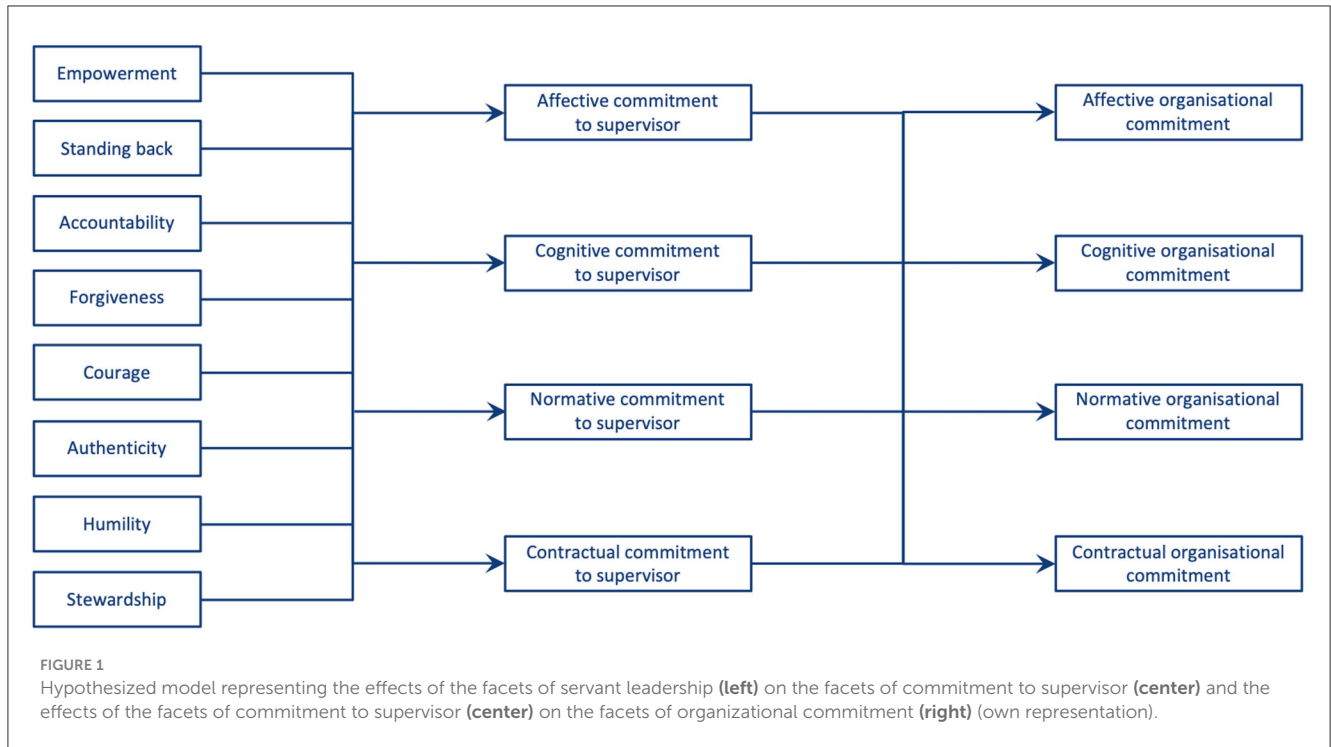 Empowerment
Standing back
Accountability
Forgiveness
Courage
Authenticity
Humility
Stewardship
Affective commitment
to supervisor
Cognitive commitment
to supervisor
Normative commitment
to supervisor
Contractual commitment
to supervisor
Affective organisational
commitment
Cognitive organisational
commitment
Normative organisational
commitment
Contractual organisational
commitment
FIGURE 1
Hypothesized model representing the effects of the facets of servant leadership (left) on the facets of commitment to supervisor (center) and the
effects of the facets of commitment to supervisor (center) on the facets of organizational commitment (right) (own representation).